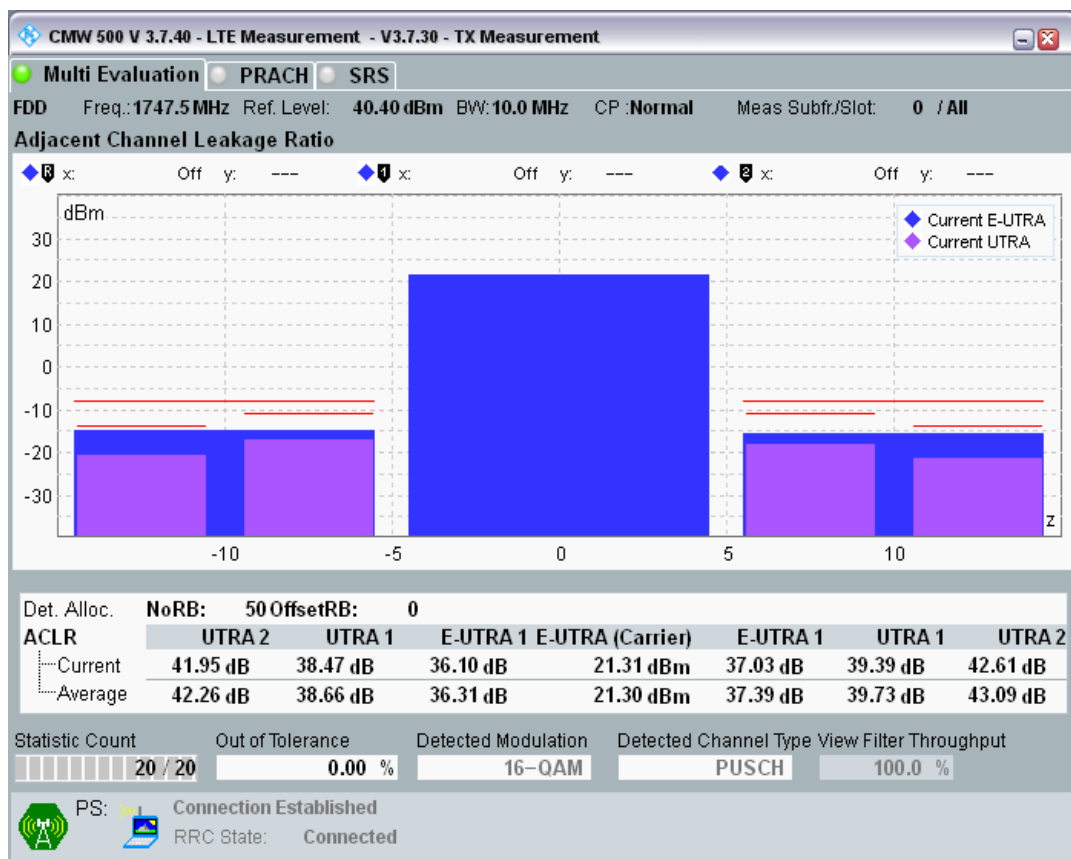 CMW 500 V 3.7.40 - LTE Measurement - V3.7.30 - TX Measurement
Multi Evaluation PRACH SRS
FDD Freq.:1747.5 MHz Ref. Level: 40.40 dBm BW:10.0 MHz CP :Normal Meas Subfr./Slot: 0 / All
Adjacent Channel Leakage Ratio
R x: Off y: --- 1 x: Off y: --- 2 x: Off y: ---
dBm
Current E-UTRA
Current UTRA
30
20
10
0
-10
-20
-30
z
-10 -5 0 5 10
Det. Alloc. NoRB: 50 OffsetRB: 0
ACLR UTRA 2 UTRA 1 E-UTRA 1 E-UTRA (Carrier) E-UTRA 1 UTRA 1 UTRA 2
Current 41.95 dB 38.47 dB 36.10 dB 21.31 dBm 37.03 dB 39.39 dB 42.61 dB
Average 42.26 dB 38.66 dB 36.31 dB 21.30 dBm 37.39 dB 39.73 dB 43.09 dB
Statistic Count Out of Tolerance Detected Modulation Detected Channel Type View Filter Throughput
20 / 20 0.00 % 16-QAM PUSCH 100.0 %
PS: Connection Established
RRC State: Connected